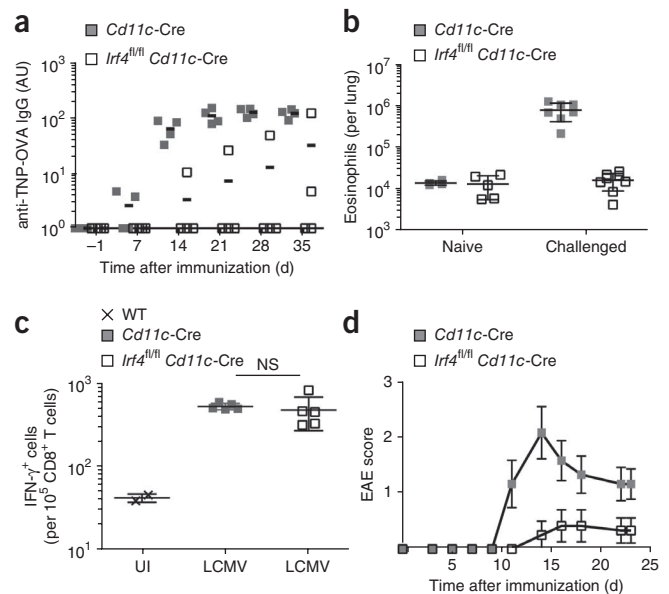 a
Cd11c-Cre
Irf4fl/fl Cd11c-Cre
anti-TNP-OVA IgG (AU)
10³
10²
10¹
10⁰
–1 7 14 21 28 35
Time after immunization (d)
b
Cd11c-Cre
Irf4fl/fl Cd11c-Cre
Eosinophils (per lung)
10⁷
10⁶
10⁵
10⁴
10³
Naive Challenged
c
WT
Cd11c-Cre
Irf4fl/fl Cd11c-Cre
NS
IFN-γ⁺ cells
(per 10⁵ CD8⁺ T cells)
10³
10²
10¹
UI LCMV LCMV
d
Cd11c-Cre
Irf4fl/fl Cd11c-Cre
EAE score
3
2
1
5 10 15 20 25
Time after immunization (d)